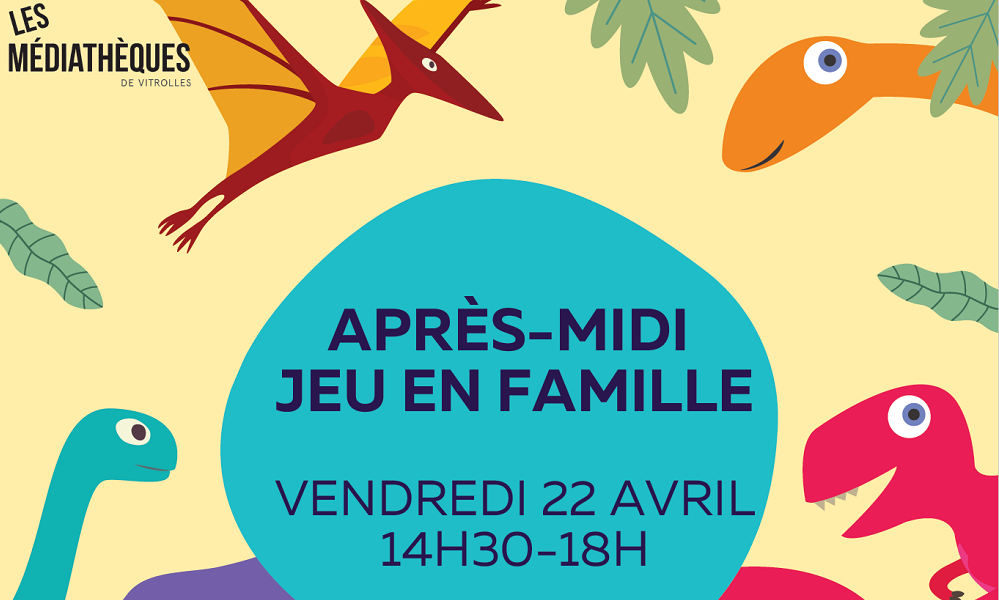 LES
MÉDIATHÈQUES
DE VITROLLES
APRÈS-MIDI
JEU EN FAMILLE
VENDREDI 22 AVRIL
14H30-18H